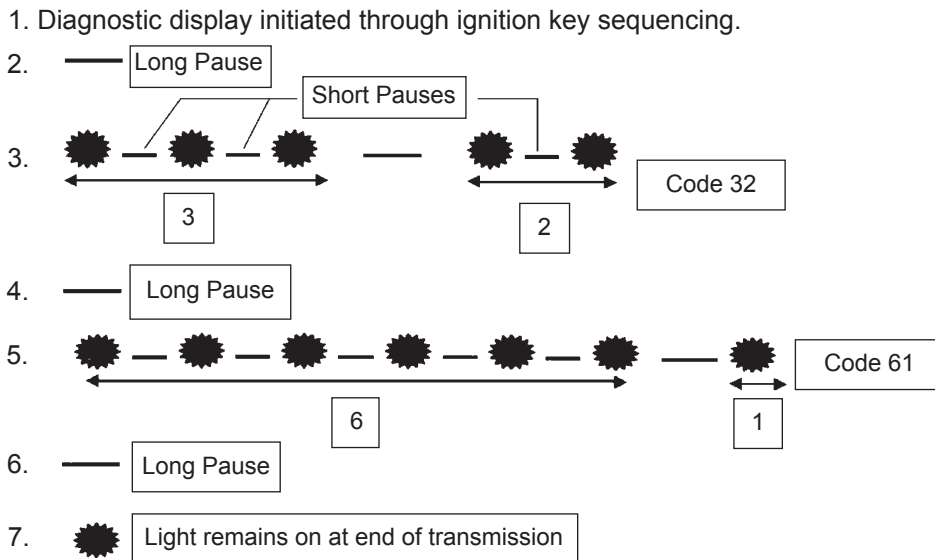 1. Diagnostic display initiated through ignition key sequencing.
2. Long Pause
Short Pauses
3. Code 32
3 2
4. Long Pause
5. Code 61
6 1
6. Long Pause
7. Light remains on at end of transmission